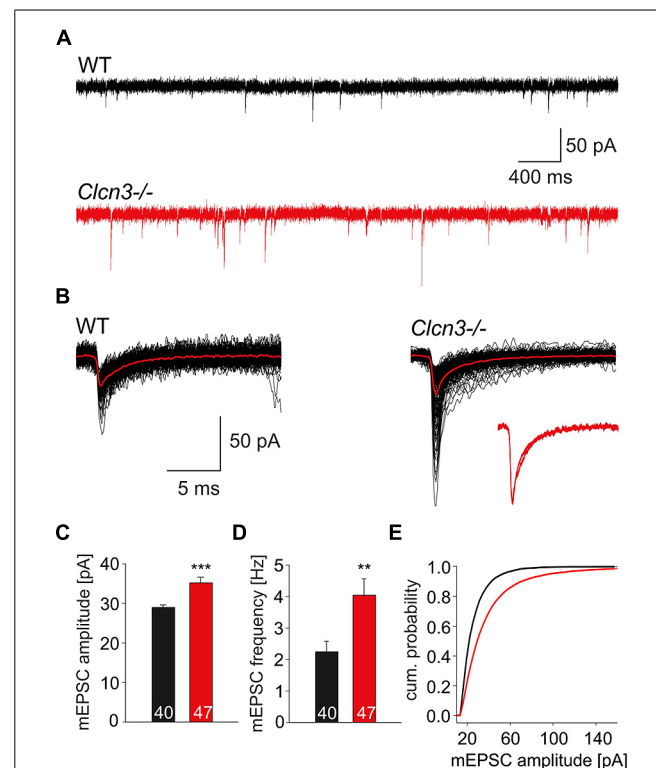 A
WT
50 pA
400 ms
Clcn3-/-
B
WT
Clcn3-/-
50 pA
5 ms
C
D
E
mEPSC amplitude [pA]
40
30
20
10
0
***
40
47
mEPSC frequency [Hz]
5
4
3
2
1
0
**
40
47
cum. probability
1.0
0.8
0.6
0.4
0.2
0.0
20 60 100 140
mEPSC amplitude [pA]